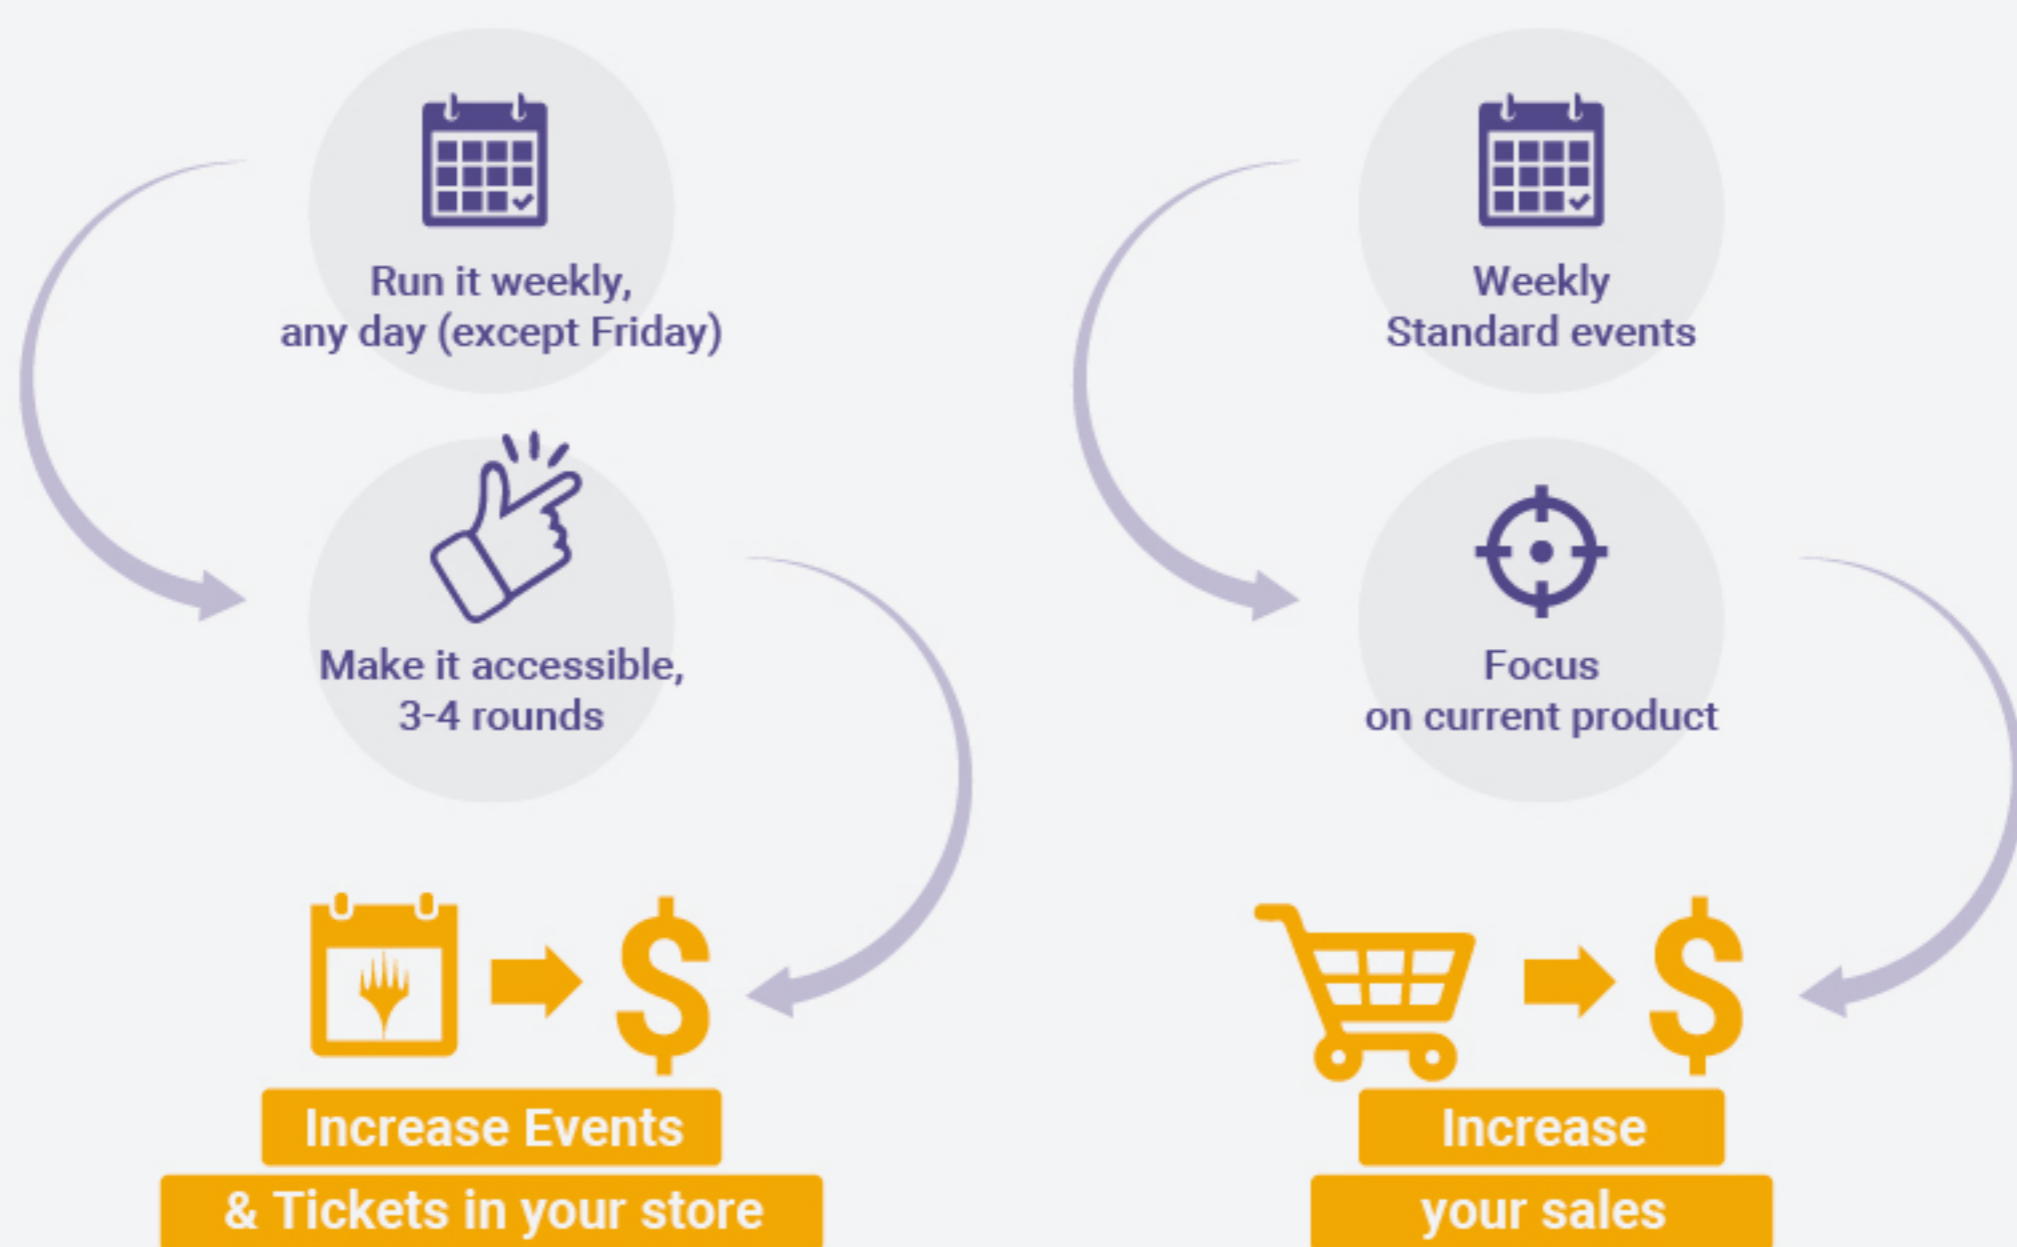 Run it weekly,
any day (except Friday)
Make it accessible,
3-4 rounds
Increase Events
& Tickets in your store
Weekly
Standard events
Focus
on current product
Increase
your sales